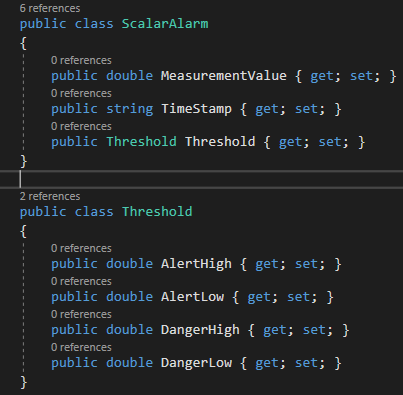 6 references
public class ScalarAlarm
{
0 references
public double MeasurementValue { get; set; }
0 references
public string TimeStamp { get; set; }
0 references
public Threshold Threshold { get; set; }
}
2 references
public class Threshold
{
0 references
public double AlertHigh { get; set; }
0 references
public double AlertLow { get; set; }
0 references
public double DangerHigh { get; set; }
0 references
public double DangerLow { get; set; }
}